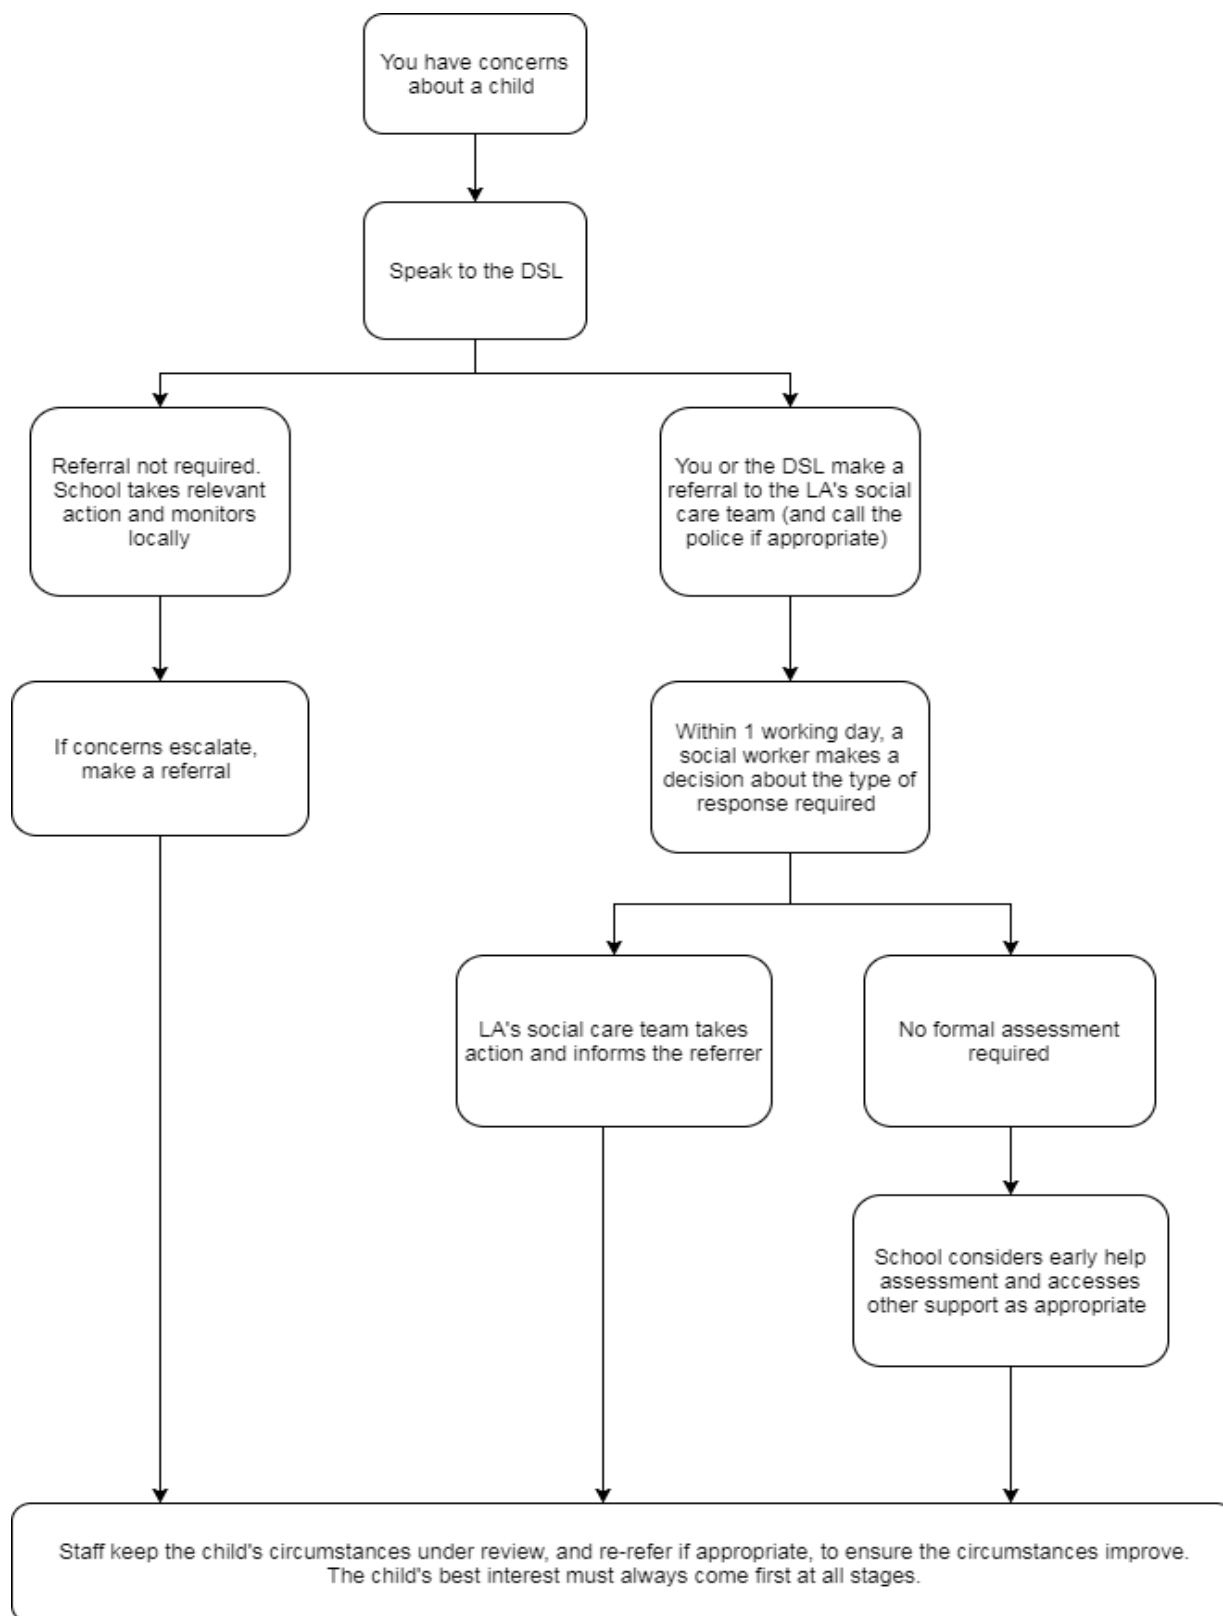 You have concerns
about a child
Speak to the DSL
Referral not required.
School takes relevant
action and monitors
locally
You or the DSL make a
referral to the LA's social
care team (and call the
police if appropriate)
If concerns escalate,
make a referral
Within 1 working day, a
social worker makes a
decision about the type of
response required
LA's social care team takes
action and informs the referrer
No formal assessment
required
School considers early help
assessment and accesses
other support as appropriate
Staff keep the child's circumstances under review, and re-refer if appropriate, to ensure the circumstances improve.
The child's best interest must always come first at all stages.